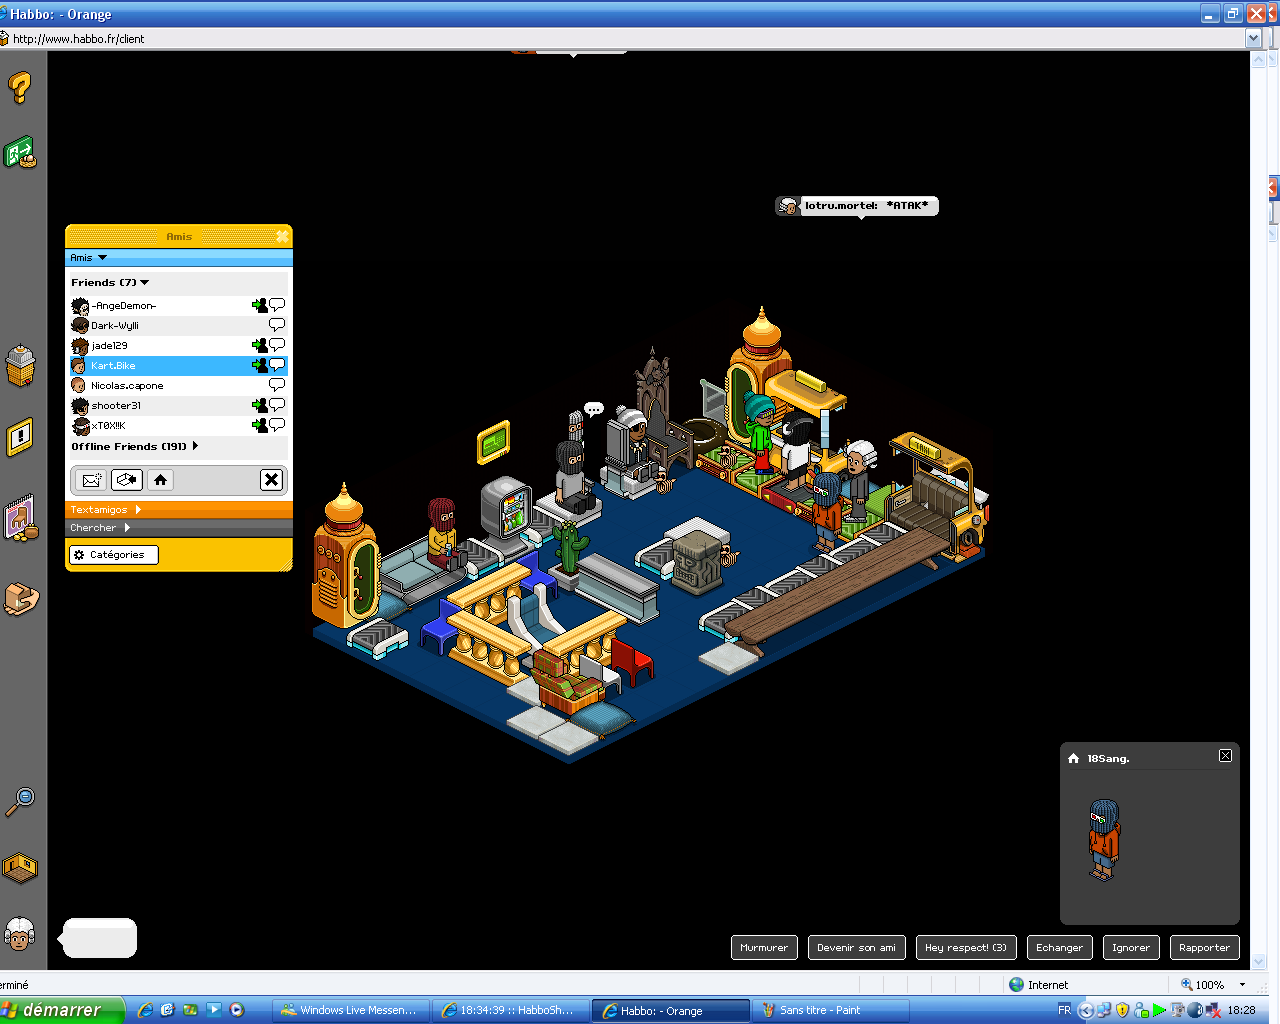 Habbo: - Orange
http://www.habbo.fr/client
lotru.mortel: *ATAK*
Amis
Amis
Friends (7)
-AngeDemon-
Dark-Wylli
jade129
Kart.Bike
Nicolas.capone
shooter31
xT0X!!K
Offline Friends (191)
Textamigos
Chercher
Catégories
TAXI
18Sang.
Murmurer
Devenir son ami
Hey respect! (3)
Echanger
Ignorer
Rapporter
erminé
Internet
100%
démarrer
Windows Live Messen...
18:34:39 :: HabboSh...
Habbo: - Orange
Sans titre - Paint
FR
18:28